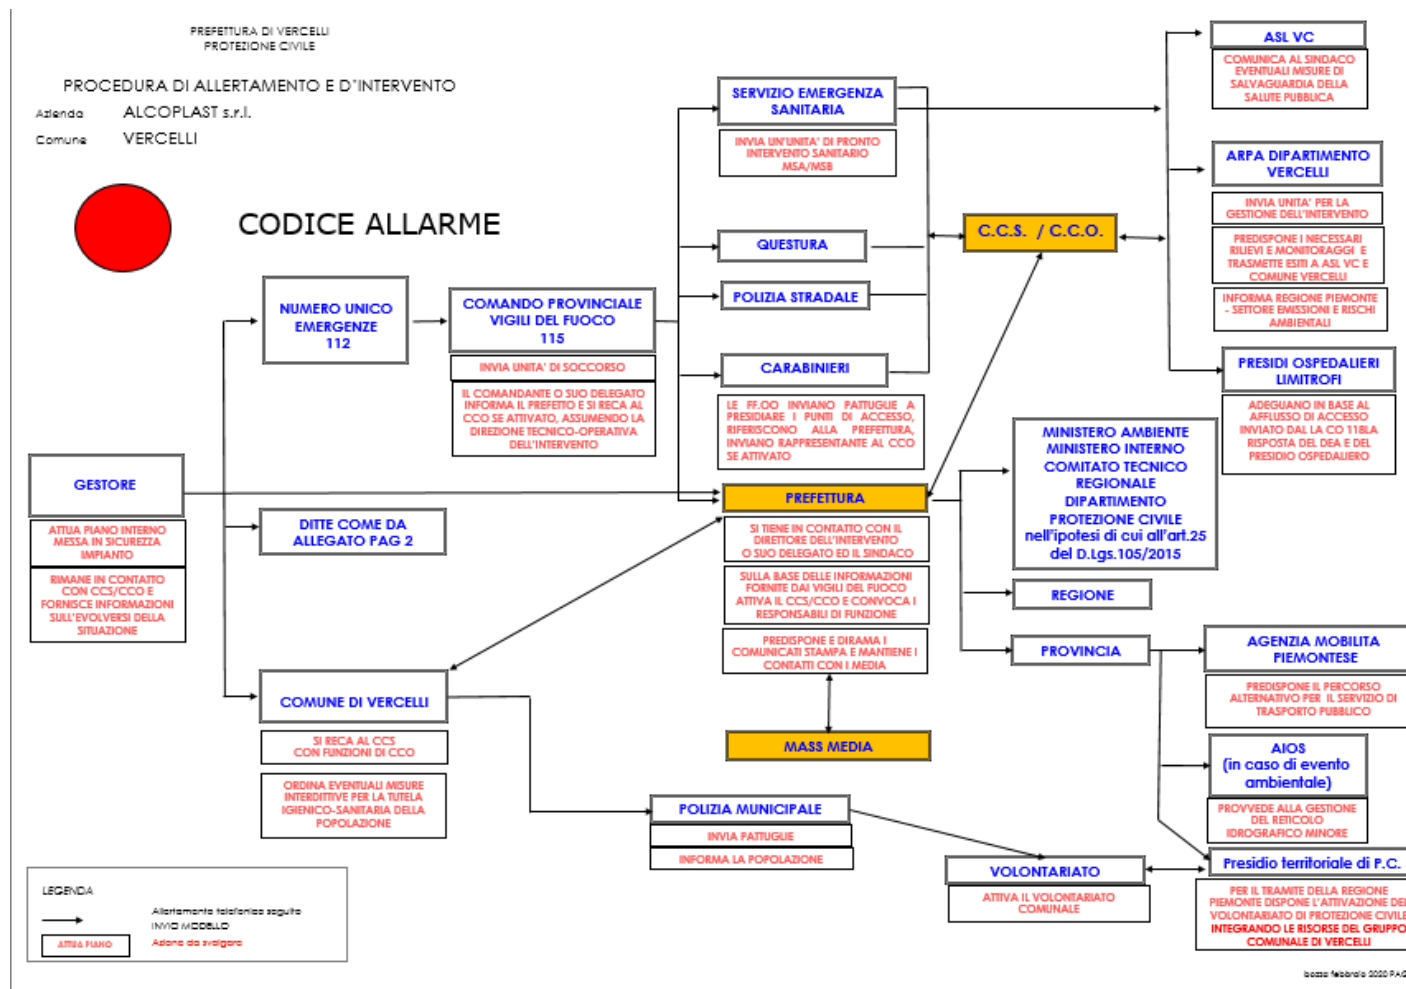 PREFETTURA DI VERCELLI
PROTEZIONE CIVILE
PROCEDURA DI ALLERTAMENTO E D"INTERVENTO
Azienda ALCOPLAST s.r.l.
Comune VERCELLI
CODICE ALLARME
NUMERO UNICO
EMERGENZE
112
COMANDO PROVINCIALE
VIGILI DEL FUOCO
115
INVIA UNITA' DI SOCCORSO
IL COMANDANTE O SUO DELEGATO
INFORMA IL PREFETTO E SI RECA AL
CCO SE ATTIVATO, ASSUMENDO LA
DIREZIONE TECNICO-OPERATIVA
DELL'INTERVENTO
GESTORE
ATTUA PIANO INTERNO
MESSA IN SICUREZZA
IMPIANTO
RIMANE IN CONTATTO
CON CCS/CCO E
FORNISCE INFORMAZIONI
SULL'EVOLVERSI DELLA
SITUAZIONE
DITTE COME DA
ALLEGATO PAG 2
COMUNE DI VERCELLI
SI RECA AL CCS
CON FUNZIONI DI CCO
ORDINA EVENTUALI MISURE
INTERDITTIVE PER LA TUTELA
IGIENICO-SANITARIA DELLA
POPOLAZIONE
SERVIZIO EMERGENZA
SANITARIA
INVIA UN'UNITA' DI PRONTO
INTERVENTO SANITARIO
MSA/MSB
QUESTURA
POLIZIA STRADALE
CARABINIERI
LE FF.OO INVIANO PATTUGLIE A
PRESIDIARE I PUNTI DI ACCESSO,
RIFERISCONO ALLA PREFETTURA,
INVIANO RAPPRESENTANTE AL CCO
SE ATTIVATO
PREFETTURA
SI TIENE IN CONTATTO CON IL
DIRETTORE DELL'INTERVENTO
O SUO DELEGATO ED IL SINDACO
SULLA BASE DELLE INFORMAZIONI
FORNITE DAI VIGILI DEL FUOCO
ATTIVA IL CCS/CCO E CONVOCA I
RESPONSABILI DI FUNZIONE
PREDISPONE E DIRAMA I
COMUNICATI STAMPA E MANTIENE I
CONTATTI CON I MEDIA
MASS MEDIA
POLIZIA MUNICIPALE
INVIA PATTUGLIE
INFORMA LA POPOLAZIONE
C.C.S. / C.C.O.
MINISTERO AMBIENTE
MINISTERO INTERNO
COMITATO TECNICO
REGIONALE
DIPARTIMENTO
PROTEZIONE CIVILE
nell'ipotesi di cui all'art.25
del D.Lgs.105/2015
REGIONE
PROVINCIA
VOLONTARIATO
ATTIVA IL VOLONTARIATO
COMUNALE
ASL VC
COMUNICA AL SINDACO
EVENTUALI MISURE DI
SALVAGUARDIA DELLA
SALUTE PUBBLICA
ARPA DIPARTIMENTO
VERCELLI
INVIA UNITA' PER LA
GESTIONE DELL'INTERVENTO
PREDISPONE I NECESSARI
RILIEVI E MONITORAGGI E
TRASMETTE ESITI A ASL VC E
COMUNE VERCELLI
INFORMA REGIONE PIEMONTE
- SETTORE EMISSIONI E RISCHI
AMBIENTALI
PRESIDI OSPEDALIERI
LIMITROFI
ADEGUANO IN BASE AL
AFFLUSSO DI ACCESSO
INVIATO DAL LA CO 118LA
RISPOSTA DEL DEA E DEL
PRESIDIO OSPEDALIERO
AGENZIA MOBILITA
PIEMONTESE
PREDISPONE IL PERCORSO
ALTERNATIVO PER IL SERVIZIO DI
TRASPORTO PUBBLICO
AIOS
(in caso di evento
ambientale)
PROVVEDE ALLA GESTIONE
DEL RETICOLO
IDROGRAFICO MINORE
Presidio territoriale di P.C.
PER IL TRAMITE DELLA REGIONE
PIEMONTE DISPONE L'ATTIVAZIONE DEL
VOLONTARIATO DI PROTEZIONE CIVILE
INTEGRANDO LE RISORSE DEL GRUPPO
COMUNALE DI VERCELLI
LEGENDA
Allertamento telefonico seguito
INVIO MODELLO
ATTUA PIANO
Azione da svolgere
bozza febbraio 2020 PAG